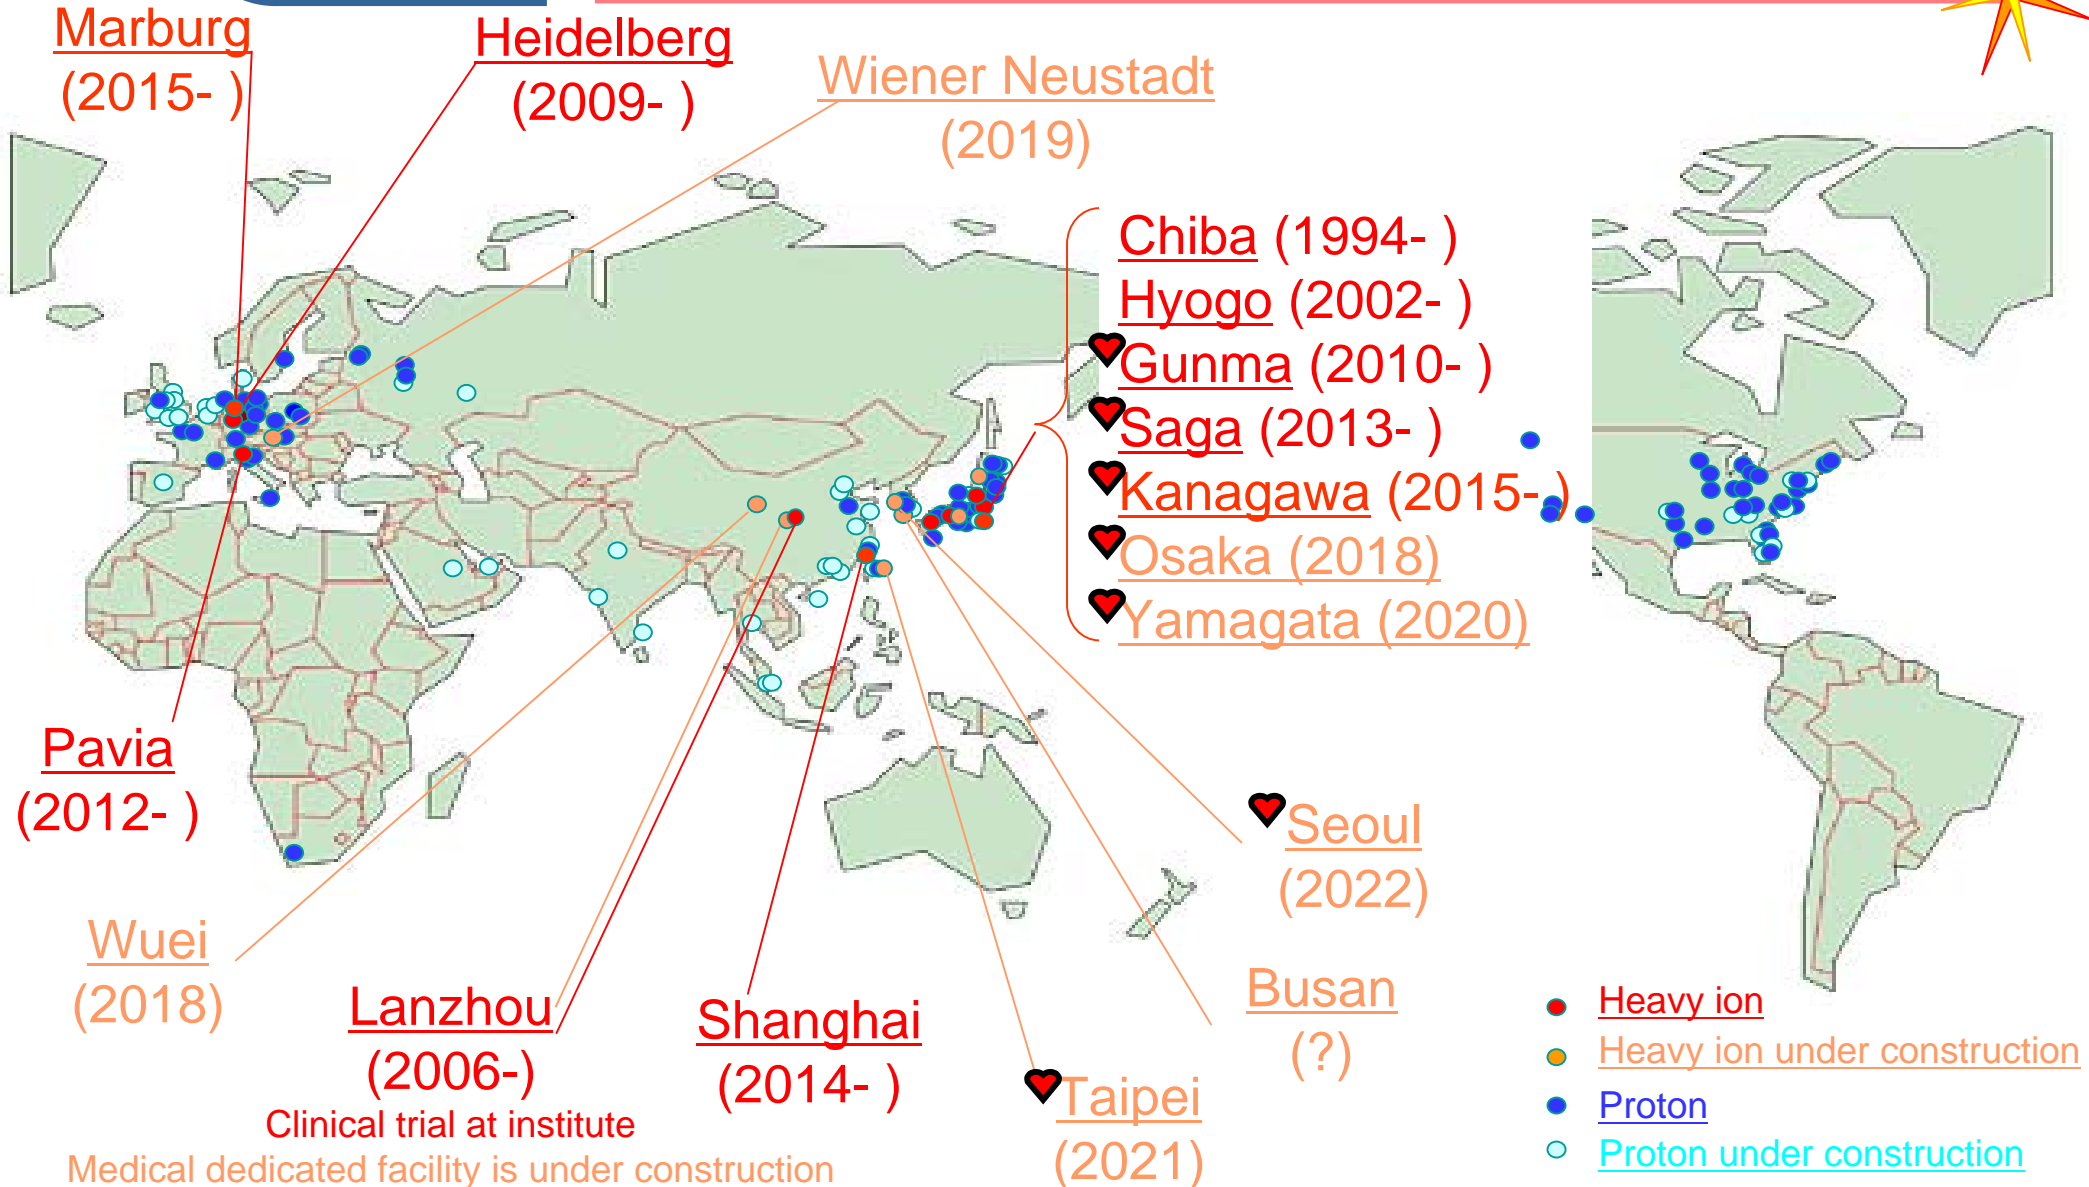 Marburg
(2015- )
Heidelberg
(2009- )
Wiener Neustadt
(2019)
Chiba (1994- )
Hyogo (2002- )
Gunma (2010- )
Saga (2013- )
Kanagawa (2015- )
Osaka (2018)
Yamagata (2020)
Pavia
(2012- )
Seoul
(2022)
Wuei
(2018)
Lanzhou
(2006-)
Clinical trial at institute
Medical dedicated facility is under construction
Shanghai
(2014- )
Busan
(?)
Taipei
(2021)
Heavy ion
Heavy ion under construction
Proton
Proton under construction